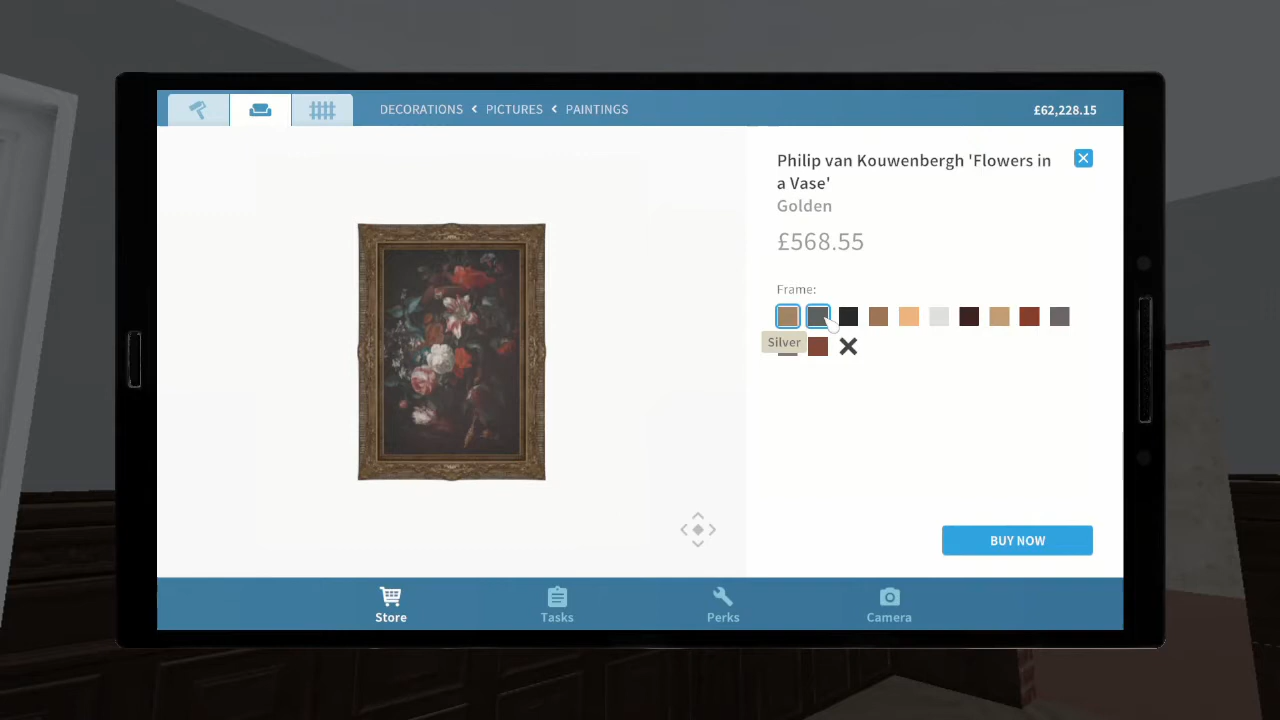 DECORATIONS < PICTURES < PAINTINGS
£62,228.15
Philip van Kouwenbergh 'Flowers in
a Vase'
Golden
£568.55
Frame:
Silver
BUY NOW
Store
Tasks
Perks
Camera